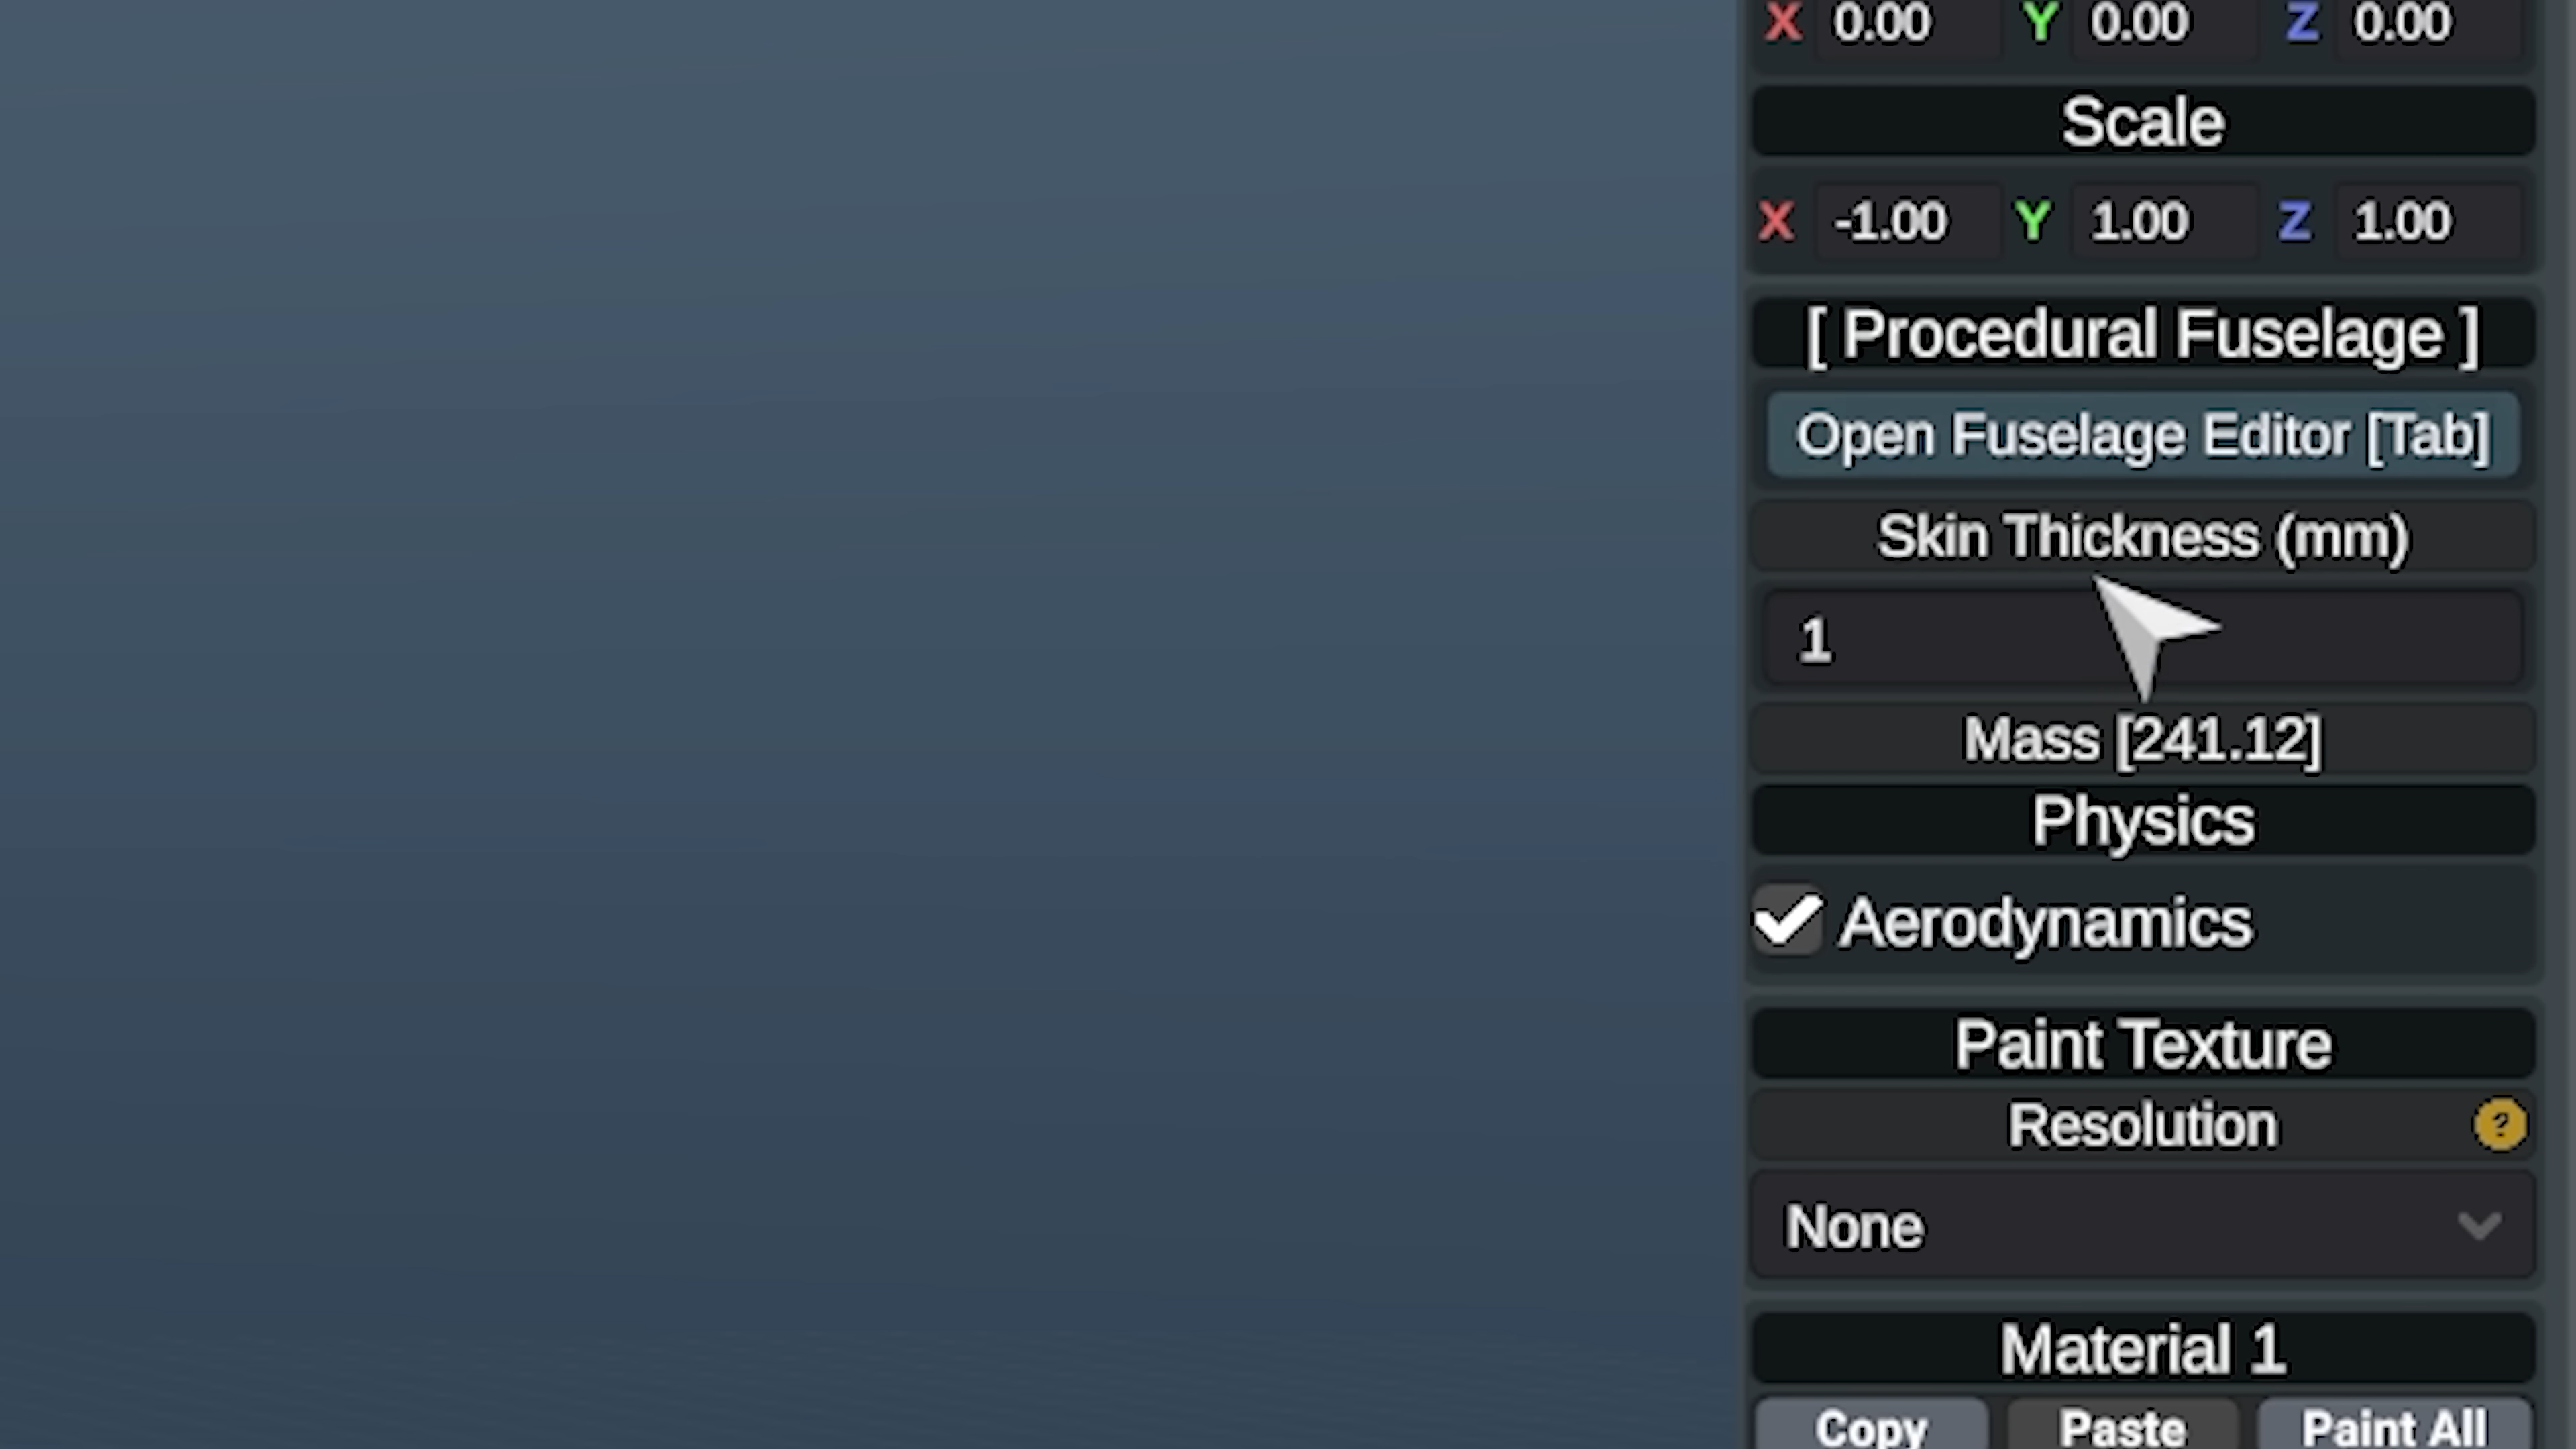 X 0.00 Y 0.00 Z 0.00
Scale
X -1.00 Y 1.00 Z 1.00
[ Procedural Fuselage ]
Open Fuselage Editor [Tab]
Skin Thickness (mm)
1
Mass [241.12]
Physics
Aerodynamics
Paint Texture
Resolution ?
None
Material 1
Copy Paste Paint All